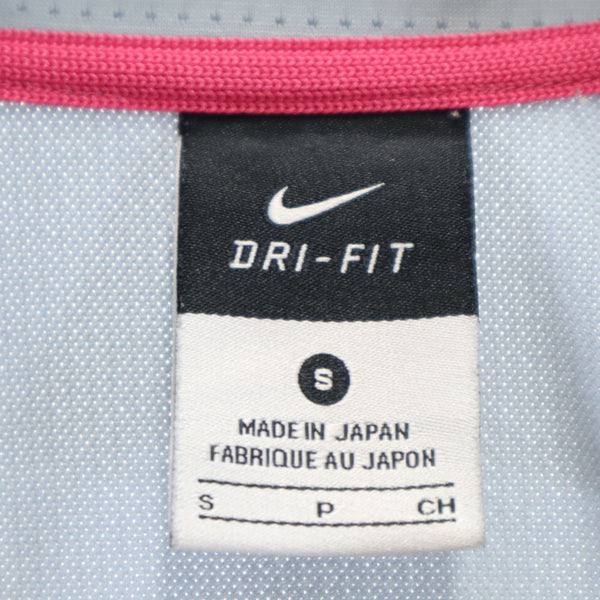 DRI-FIT
S
MADE IN JAPAN
FABRIQUE AU JAPON
S P CH